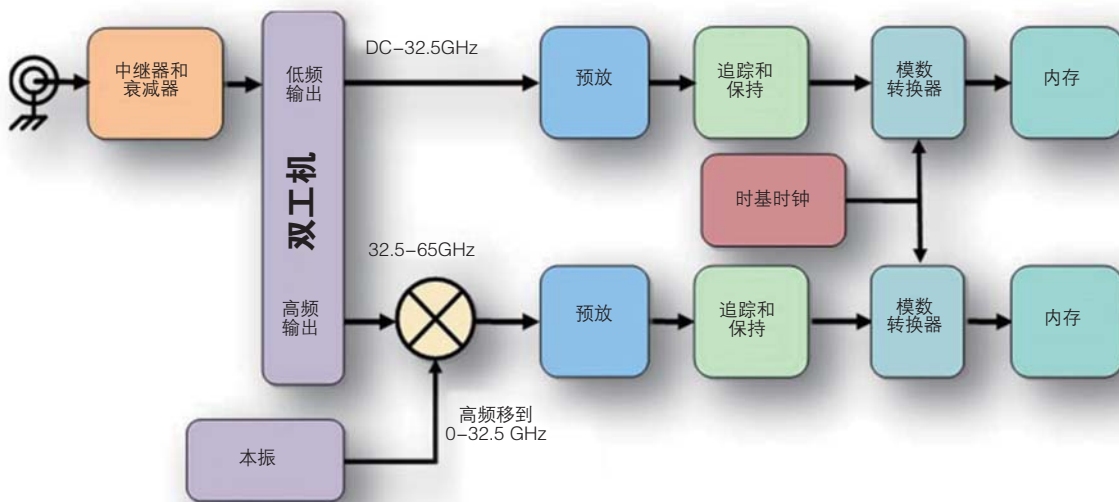 DC-32.5GHz
中继器和
衰减器
低频
输出
预放
追踪和
保持
模数
转换器
内存
双工机
时基时钟
32.5-65GHz
高频
输出
预放
追踪和
保持
模数
转换器
内存
高频移到
0-32.5 GHz
本振